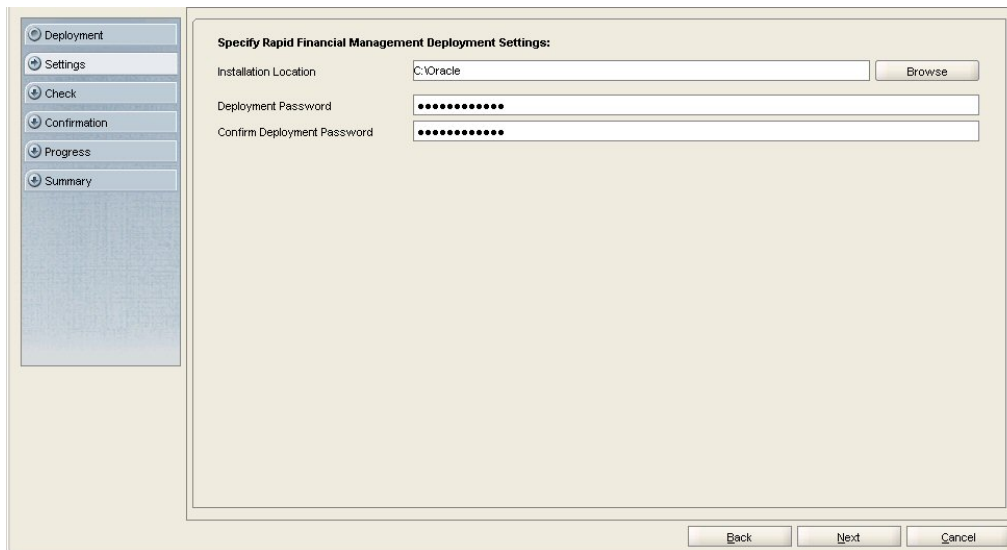 Deployment
Settings
Check
Confirmation
Progress
Summary
Specify Rapid Financial Management Deployment Settings:
Installation Location C:\Oracle Browse
Deployment Password ●●●●●●●●●●●●
Confirm Deployment Password ●●●●●●●●●●●●
Back Next Cancel